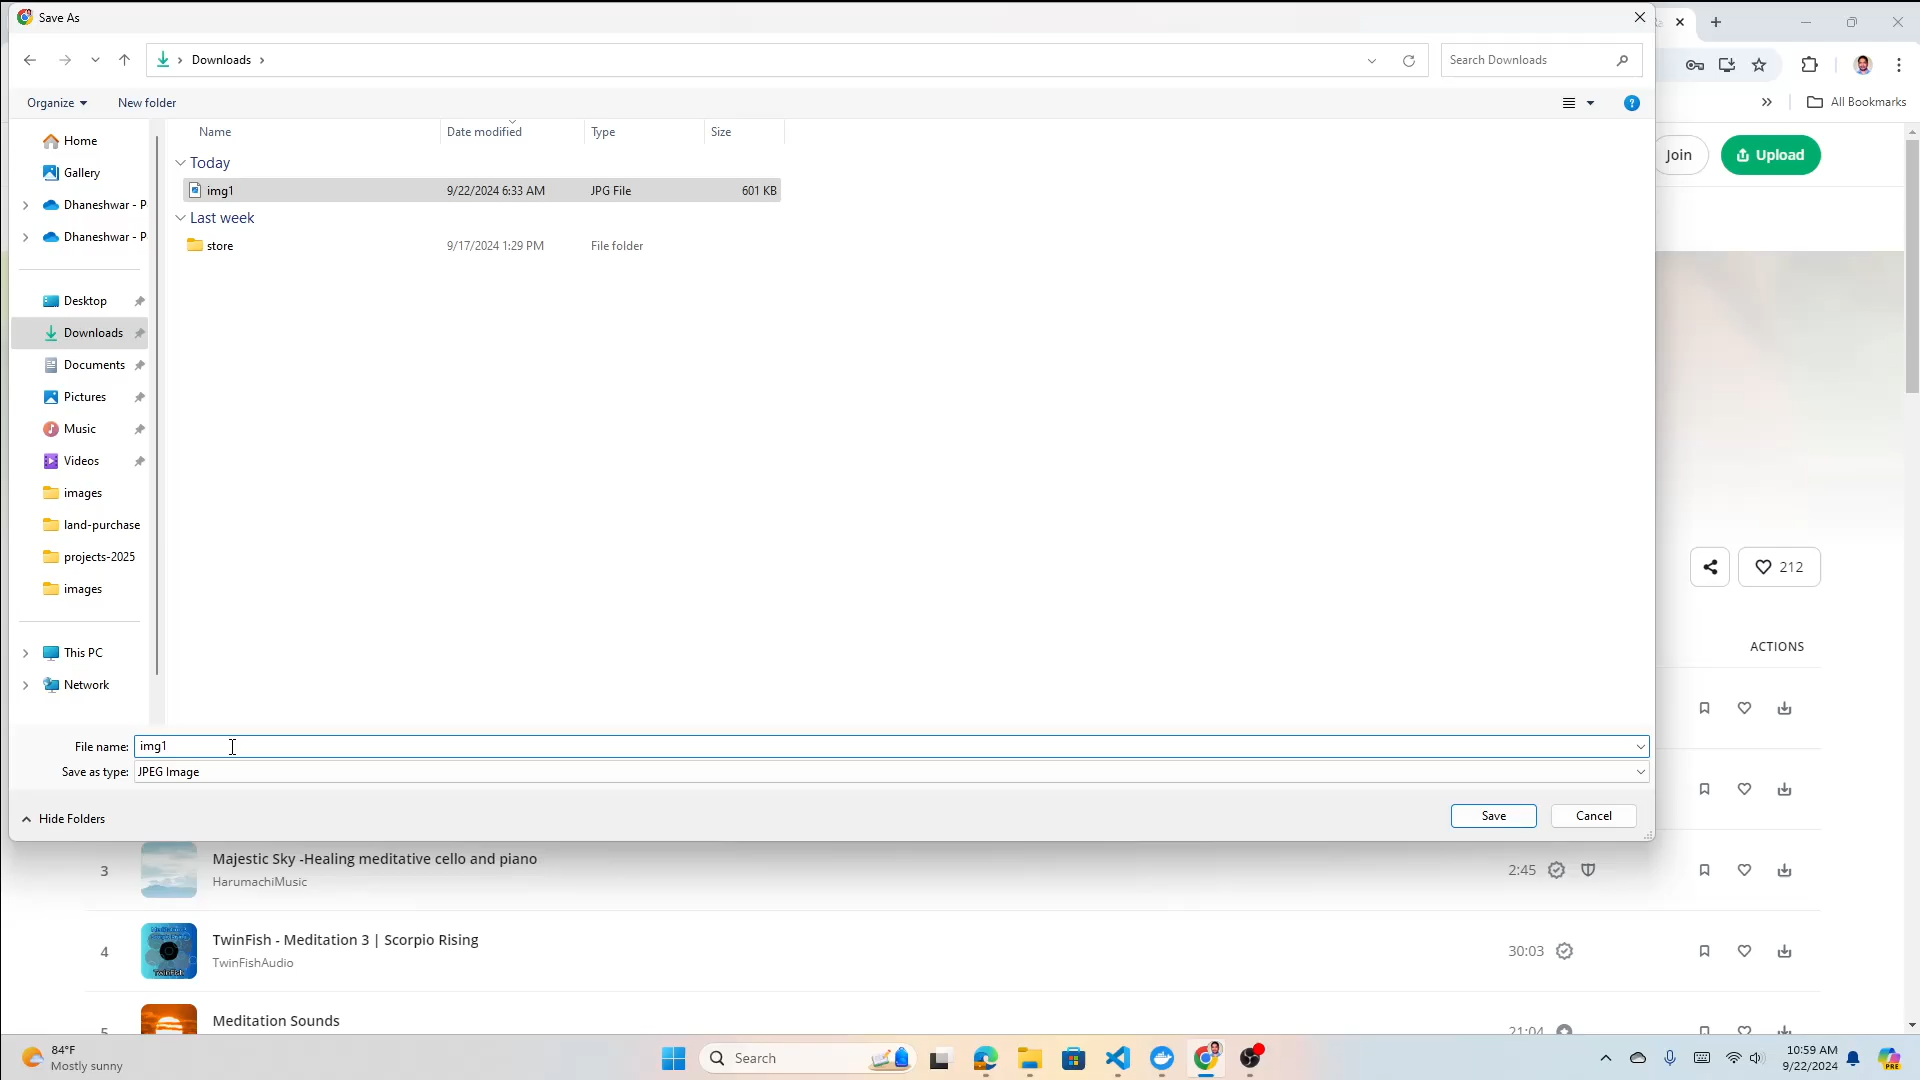 Save As
Downloads
Search Downloads
Organize
New folder
All Bookmarks
Name
Date modified
Type
Size
Join
Upload
Today
img1
9/22/2024 6:33 AM
JPG File
601 KB
Last week
store
9/17/2024 1:29 PM
File folder
Home
Gallery
Dhaneshwar - P
Dhaneshwar - P
Desktop
Downloads
Documents
Pictures
Music
Videos
images
land-purchase
projects-2025
images
This PC
Network
212
ACTIONS
File name: img1
Save as type: JPEG Image
Hide Folders
Save
Cancel
3
Majestic Sky -Healing meditative cello and piano
HarumachiMusic
2:45
4
TwinFish - Meditation 3 | Scorpio Rising
TwinFishAudio
30:03
5
Meditation Sounds
21:04
84°F
Mostly sunny
Search
10:59 AM
9/22/2024
PRE